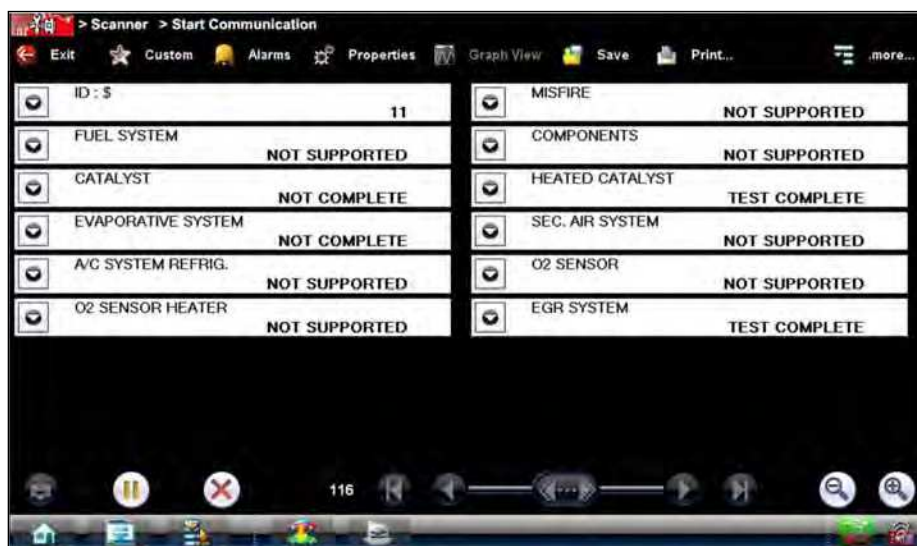 > Scanner > Start Communication
Exit Custom Alarms Properties Graph View Save Print... .more...
ID : $
11
MISFIRE
NOT SUPPORTED
FUEL SYSTEM
NOT SUPPORTED
COMPONENTS
NOT SUPPORTED
CATALYST
NOT COMPLETE
HEATED CATALYST
TEST COMPLETE
EVAPORATIVE SYSTEM
NOT COMPLETE
SEC. AIR SYSTEM
NOT SUPPORTED
A/C SYSTEM REFRIG.
NOT SUPPORTED
O2 SENSOR
NOT SUPPORTED
O2 SENSOR HEATER
NOT SUPPORTED
EGR SYSTEM
TEST COMPLETE
116